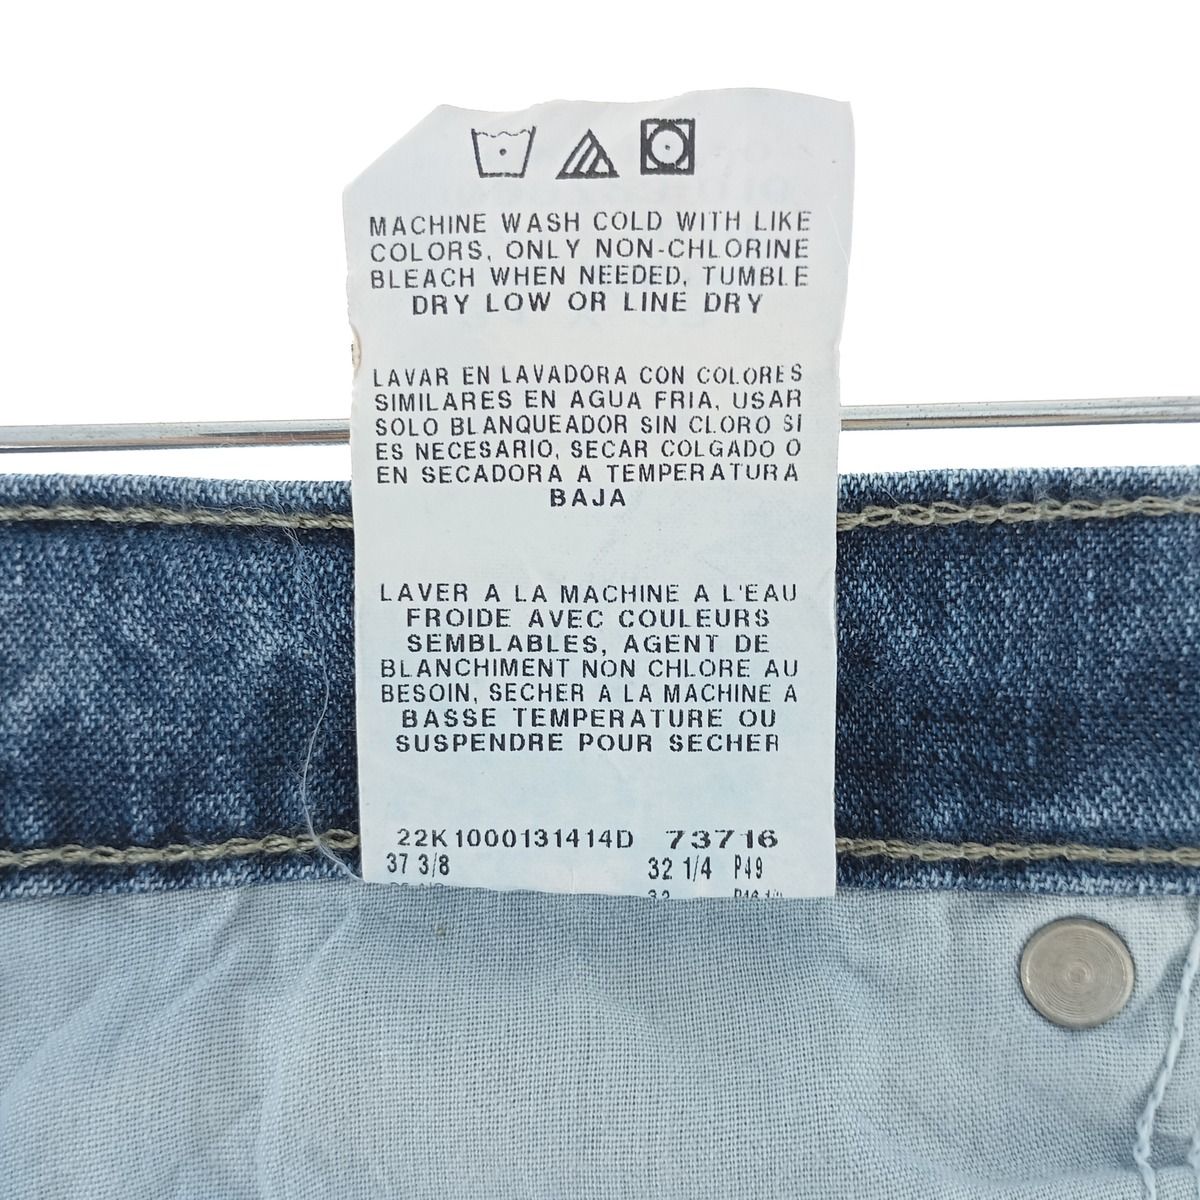 MACHINE WASH COLD WITH LIKE
COLORS, ONLY NON-CHLORINE
BLEACH WHEN NEEDED, TUMBLE
DRY LOW OR LINE DRY
LAVAR EN LAVADORA CON COLORES
SIMILARES EN AGUA FRIA, USAR
SOLO BLANQUEADOR SIN CLORO SI
ES NECESARIO, SECAR COLGADO O
EN SECADORA A TEMPERATURA
BAJA
LAVER A LA MACHINE A L'EAU
FROIDE AVEC COULEURS
SEMBLABLES, AGENT DE
BLANCHIMENT NON CHLORE AU
BESOIN, SECHER A LA MACHINE A
BASSE TEMPERATURE OU
SUSPENDRE POUR SECHER
22K1000131414D 73716
37 3/8 32 1/4 P49